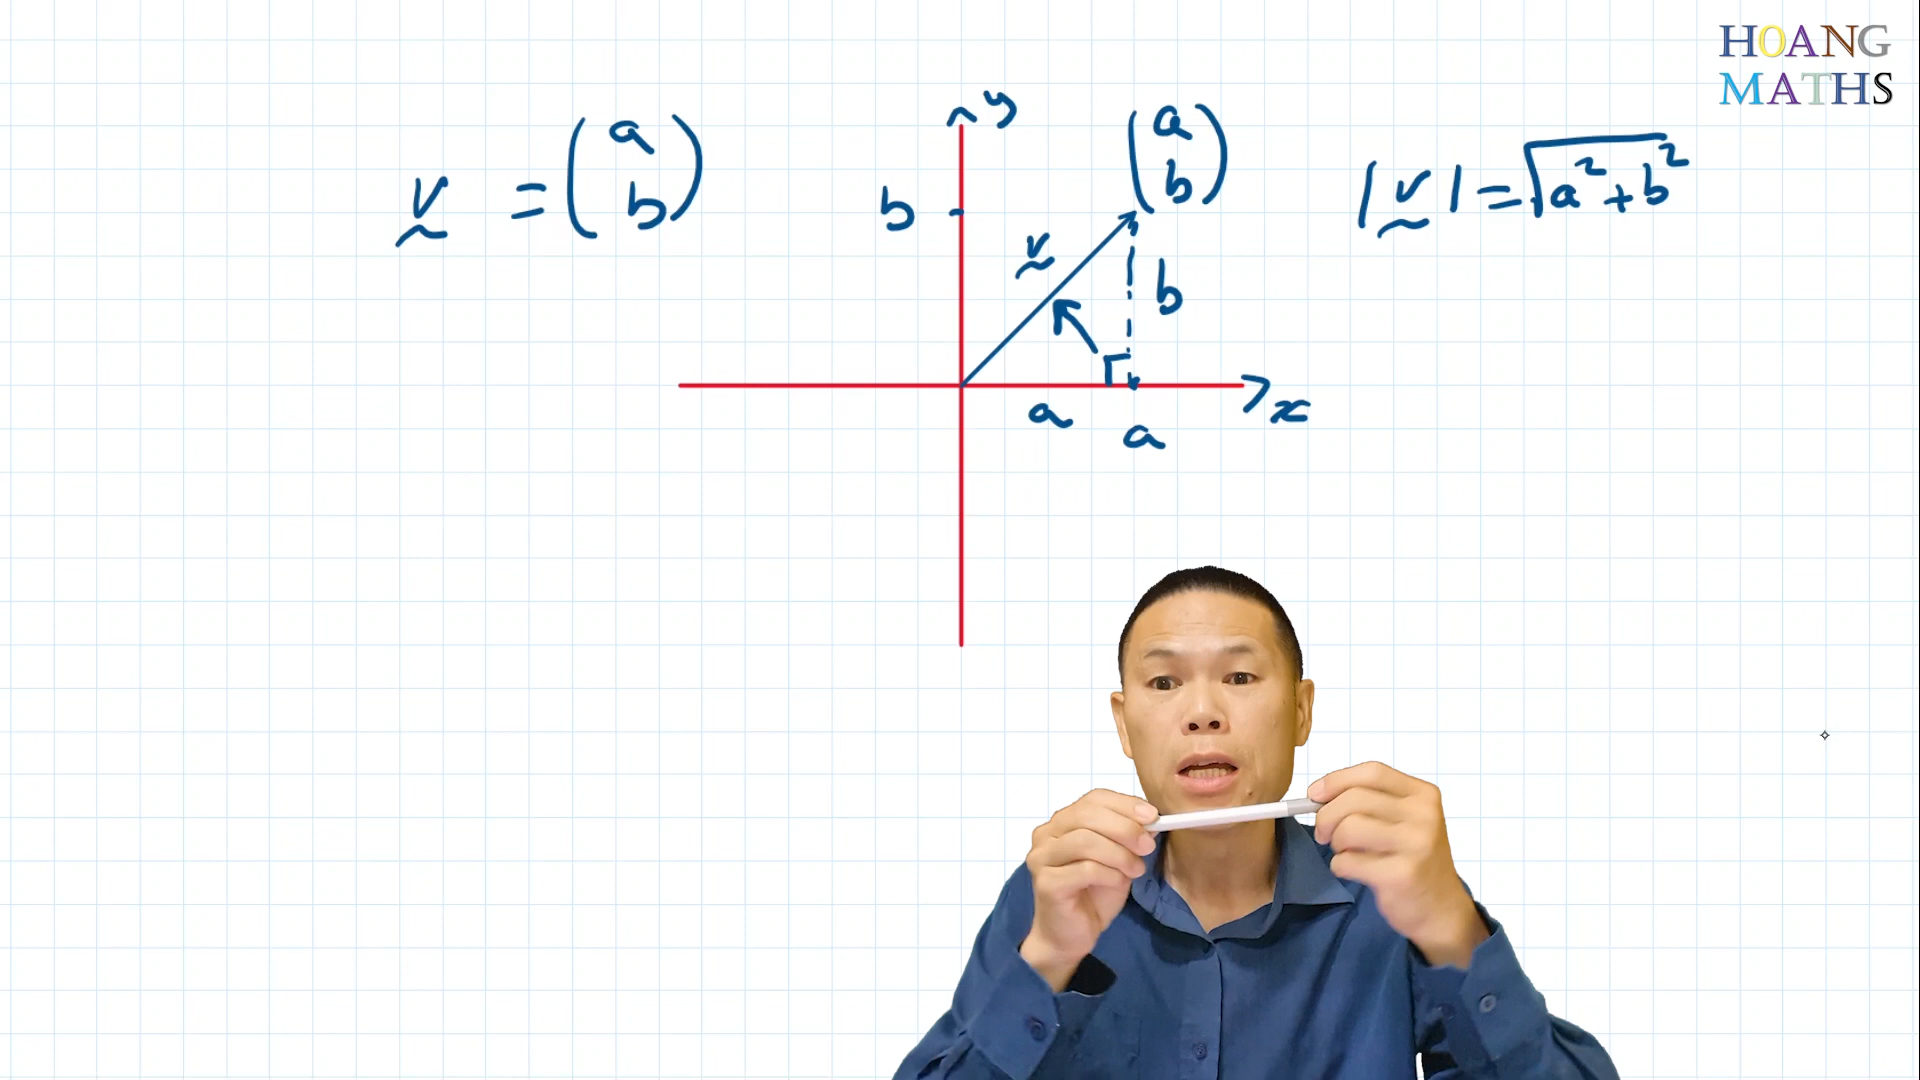 HOANG
MATHS
v = (a b)
y
b
v
(a b)
b
a
a
x
|v| = √a²+b²